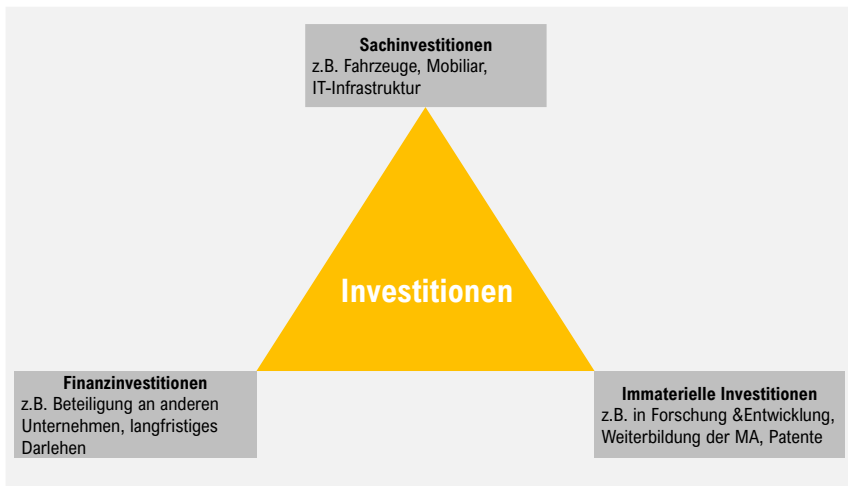 Sachinvestitionen
z.B. Fahrzeuge, Mobiliar,
IT-Infrastruktur
Investitionen
Finanzinvestitionen
z.B. Beteiligung an anderen
Unternehmen, langfristiges
Darlehen
Immaterielle Investitionen
z.B. in Forschung &Entwicklung,
Weiterbildung der MA, Patente